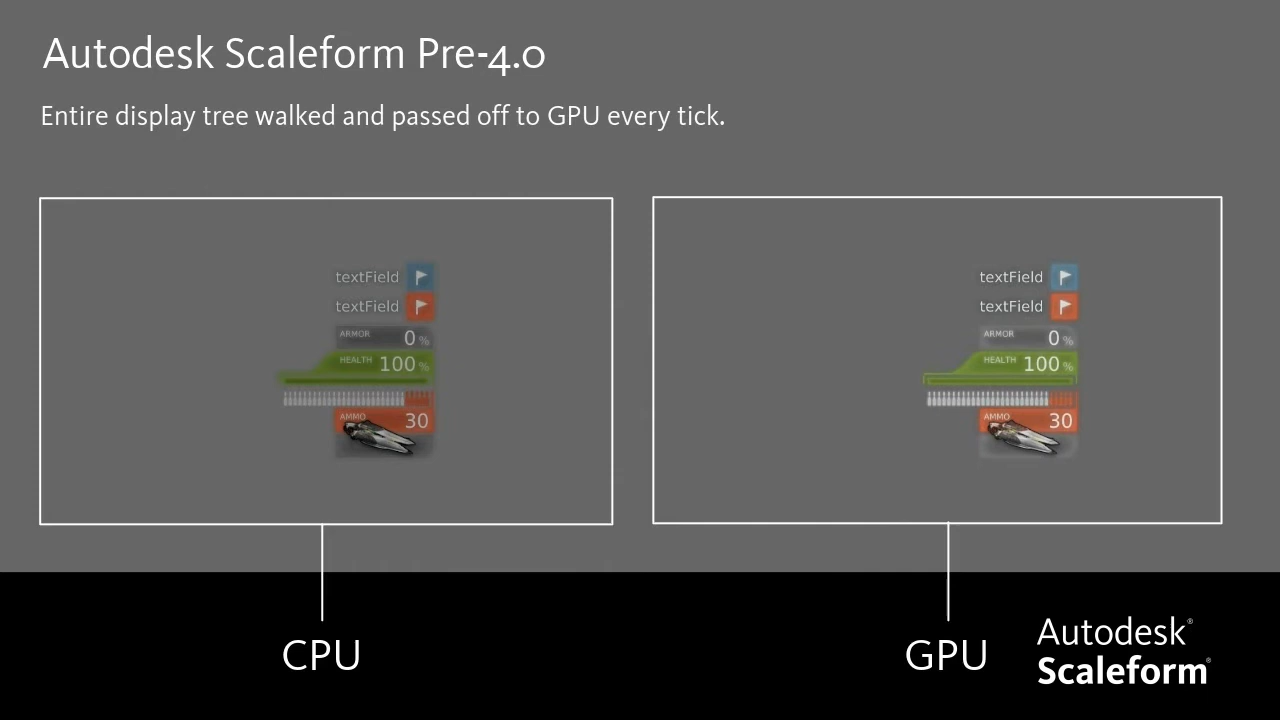 Autodesk Scaleform Pre-4.0
Entire display tree walked and passed off to GPU every tick.
textField
textField
ARMOR 0 %
HEALTH 100 %
AMMO 30
textField
textField
ARMOR 0 %
HEALTH 100 %
AMMO 30
CPU
GPU
Autodesk®
Scaleform®